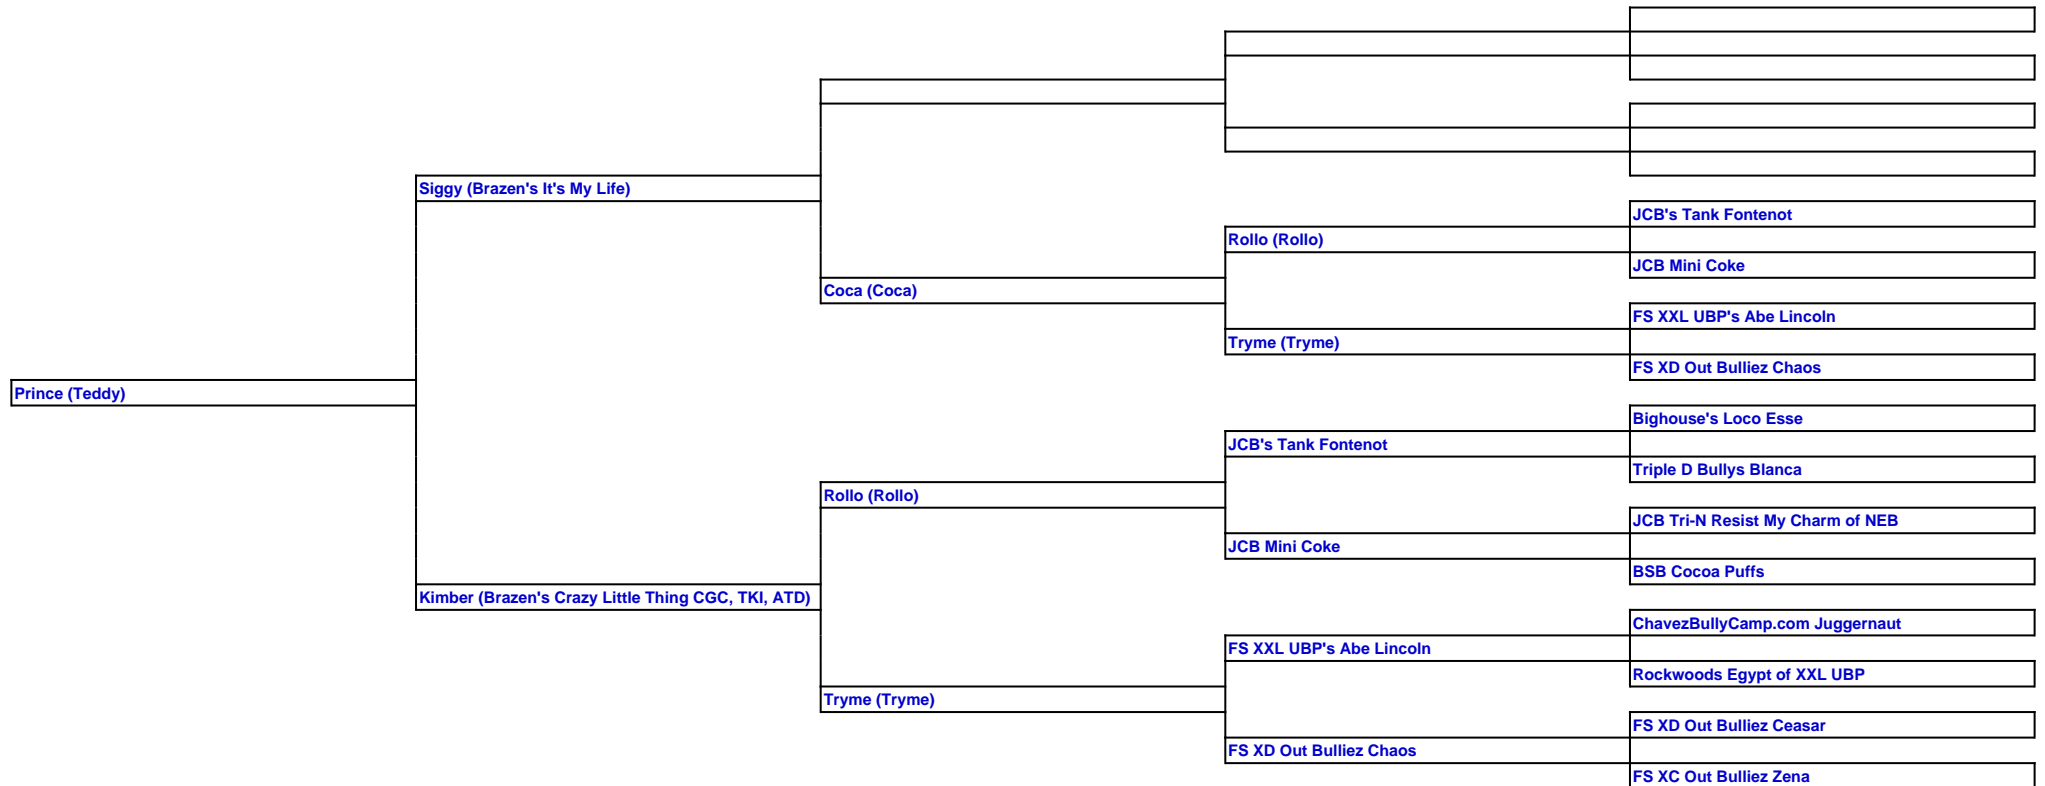 Siggy (Brazen's It's My Life)
JCB's Tank Fontenot
Rollo (Rollo)
JCB Mini Coke
Coca (Coca)
FS XXL UBP's Abe Lincoln
Tryme (Tryme)
FS XD Out Bulliez Chaos
Prince (Teddy)
Bighouse's Loco Esse
JCB's Tank Fontenot
Triple D Bullys Blanca
Rollo (Rollo)
JCB Tri-N Resist My Charm of NEB
JCB Mini Coke
BSB Cocoa Puffs
Kimber (Brazen's Crazy Little Thing CGC, TKI, ATD)
ChavezBullyCamp.com Juggernaut
FS XXL UBP's Abe Lincoln
Rockwoods Egypt of XXL UBP
Tryme (Tryme)
FS XD Out Bulliez Ceasar
FS XD Out Bulliez Chaos
FS XC Out Bulliez Zena